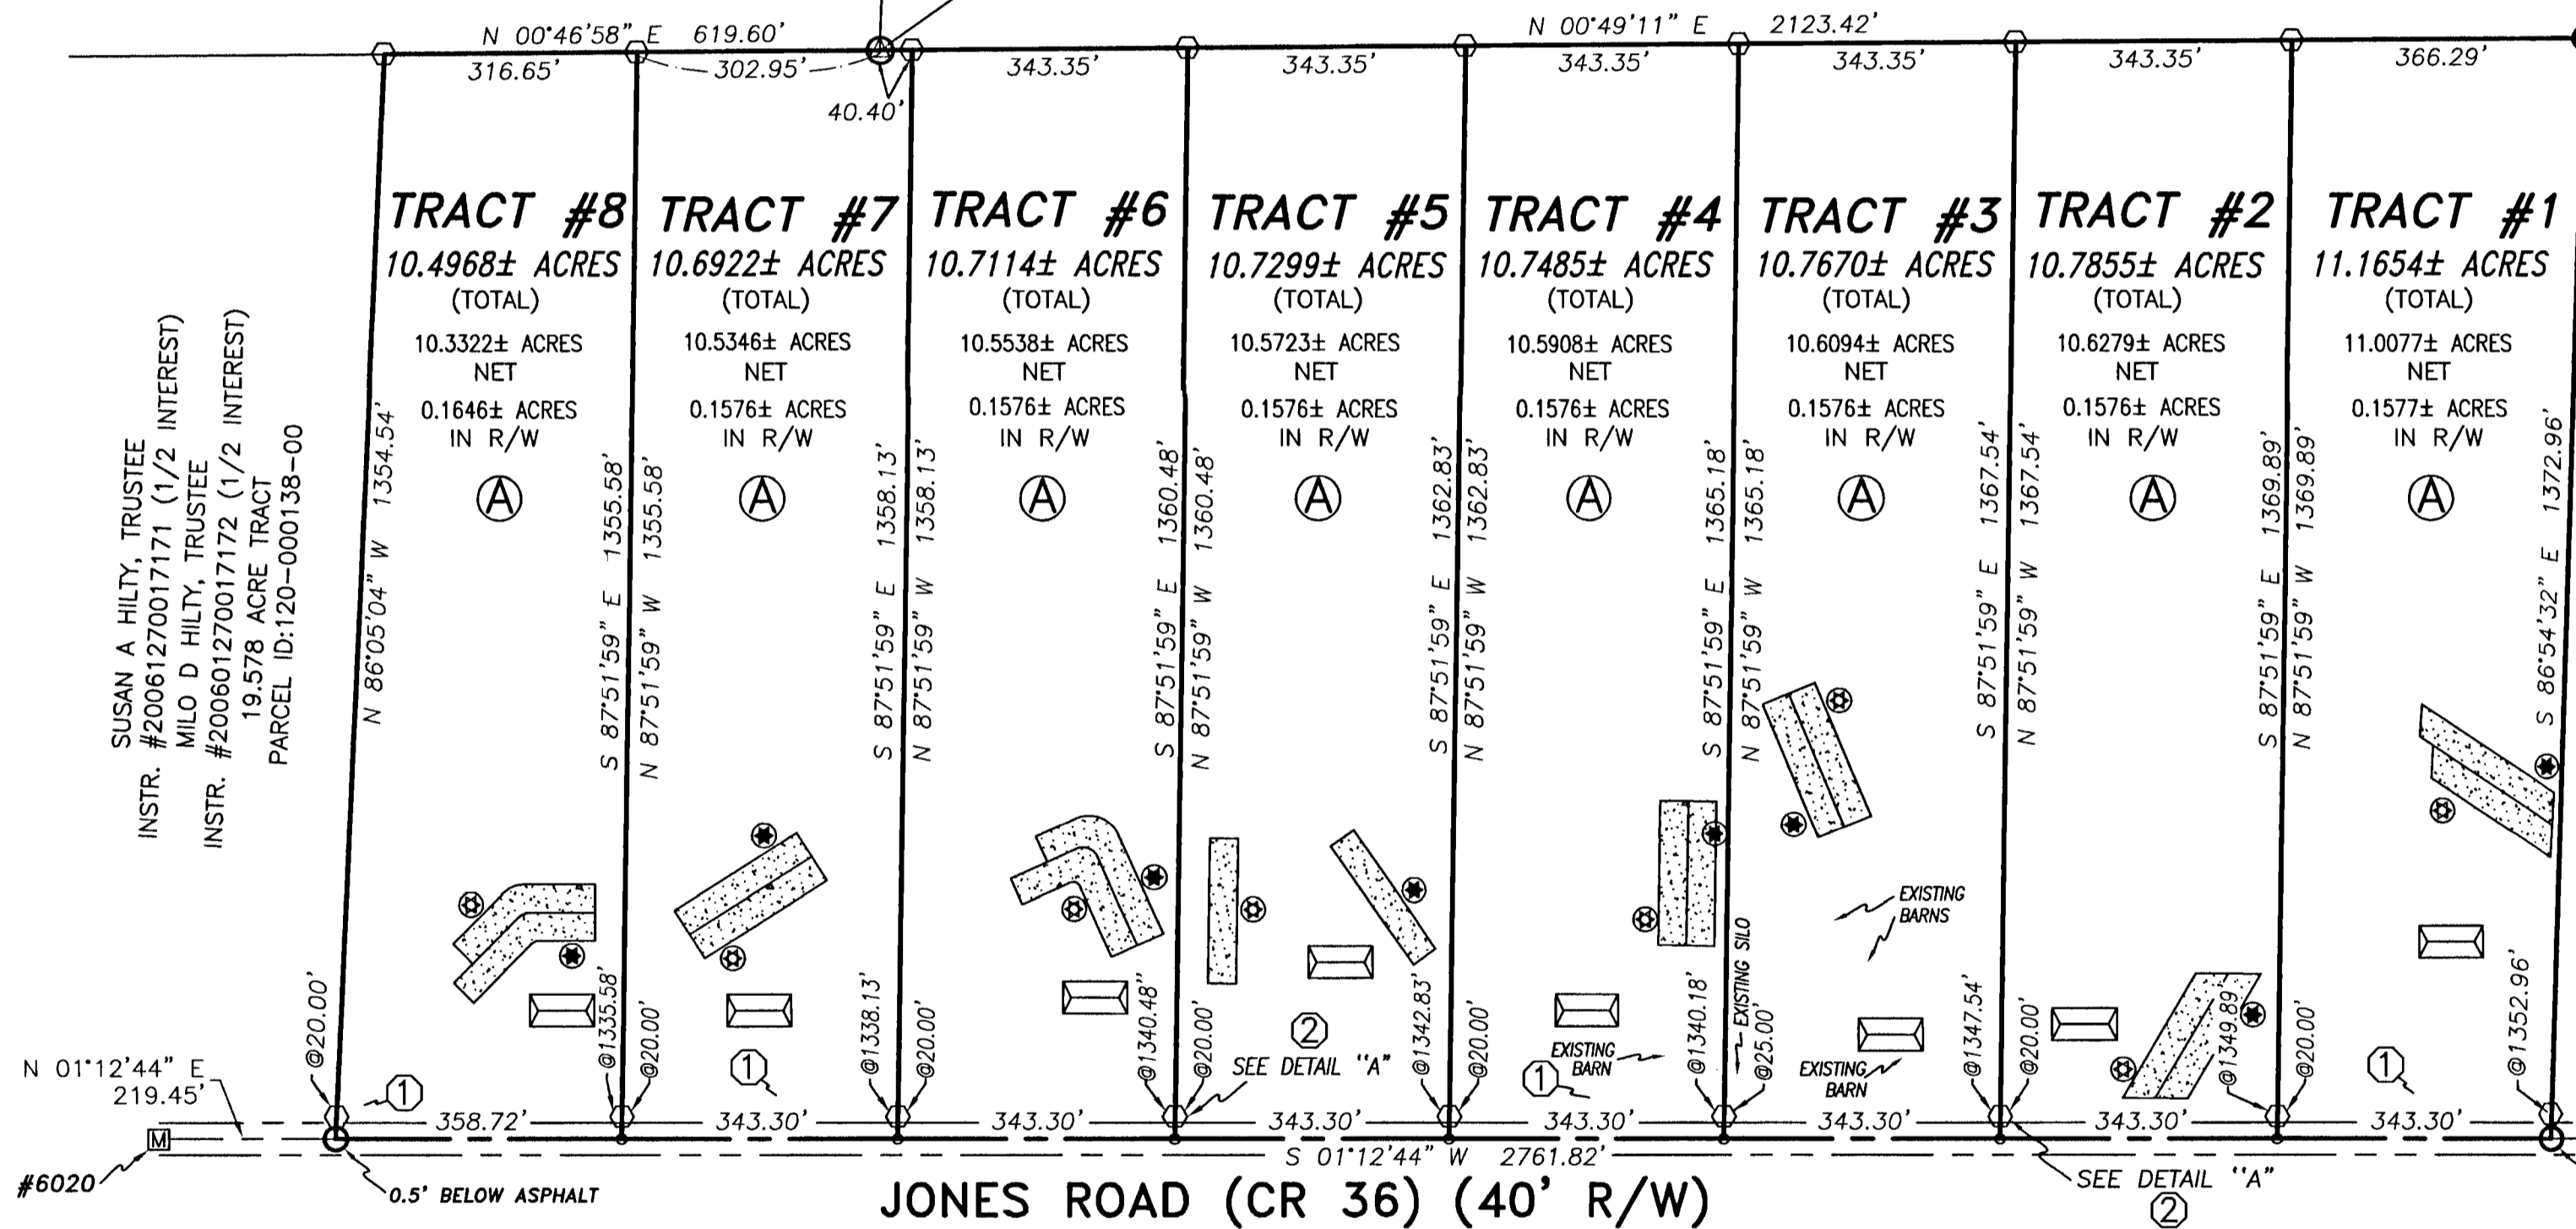 N 00°46'58" E 619.60'
N 00°49'11" E 2123.42'
316.65'
302.95'
40.40'
343.35'
343.35'
343.35'
343.35'
343.35'
366.29'
TRACT #8
10.4968± ACRES
(TOTAL)
10.3322± ACRES
NET
0.1646± ACRES
IN R/W
A
TRACT #7
10.6922± ACRES
(TOTAL)
10.5346± ACRES
NET
0.1576± ACRES
IN R/W
A
TRACT #6
10.7114± ACRES
(TOTAL)
10.5538± ACRES
NET
0.1576± ACRES
IN R/W
A
TRACT #5
10.7299± ACRES
(TOTAL)
10.5723± ACRES
NET
0.1576± ACRES
IN R/W
A
TRACT #4
10.7485± ACRES
(TOTAL)
10.5908± ACRES
NET
0.1576± ACRES
IN R/W
A
TRACT #3
10.7670± ACRES
(TOTAL)
10.6094± ACRES
NET
0.1576± ACRES
IN R/W
A
TRACT #2
10.7855± ACRES
(TOTAL)
10.6279± ACRES
NET
0.1576± ACRES
IN R/W
A
TRACT #1
11.1654± ACRES
(TOTAL)
11.0077± ACRES
NET
0.1577± ACRES
IN R/W
A
SUSAN A HILTY, TRUSTEE
INSTR. #20061270017171 (1/2 INTEREST)
MILO D HILTY, TRUSTEE
INSTR. #200601270017172 (1/2 INTEREST)
19.578 ACRE TRACT
PARCEL ID:120-000138-00
N 86°05'04" W 1354.54'
S 87°51'59" E 1355.58'
N 87°51'59" W 1355.58'
S 87°51'59" E 1358.13'
N 87°51'59" W 1358.13'
S 87°51'59" E 1360.48'
N 87°51'59" W 1360.48'
S 87°51'59" E 1362.83'
N 87°51'59" W 1362.83'
S 87°51'59" E 1365.18'
N 87°51'59" W 1365.18'
S 87°51'59" E 1367.54'
N 87°51'59" W 1367.54'
S 87°51'59" E 1369.89'
N 87°51'59" W 1369.89'
S 86°54'32" E 1372.96'
EXISTING
BARNS
EXISTING SILO
@20.00'
@1335.58'
@20.00'
@1338.13'
@20.00'
@1340.48"
@20.00'
@1342.83'
@20.00'
@1340.18'
@25.00'
@1347.54'
@20.00'
@1349.89
@20.00'
@1352.96'
2
SEE DETAIL "A"
EXISTING
BARN
EXISTING
BARN
1
1
1
1
N 01°12'44" E
219.45'
358.72'
343.30'
343.30'
343.30'
343.30'
343.30'
343.30'
343.30'
M
#6020
0.5' BELOW ASPHALT
S 01°12'44" W 2761.82'
SEE DETAIL "A"
2
JONES ROAD (CR 36) (40' R/W)